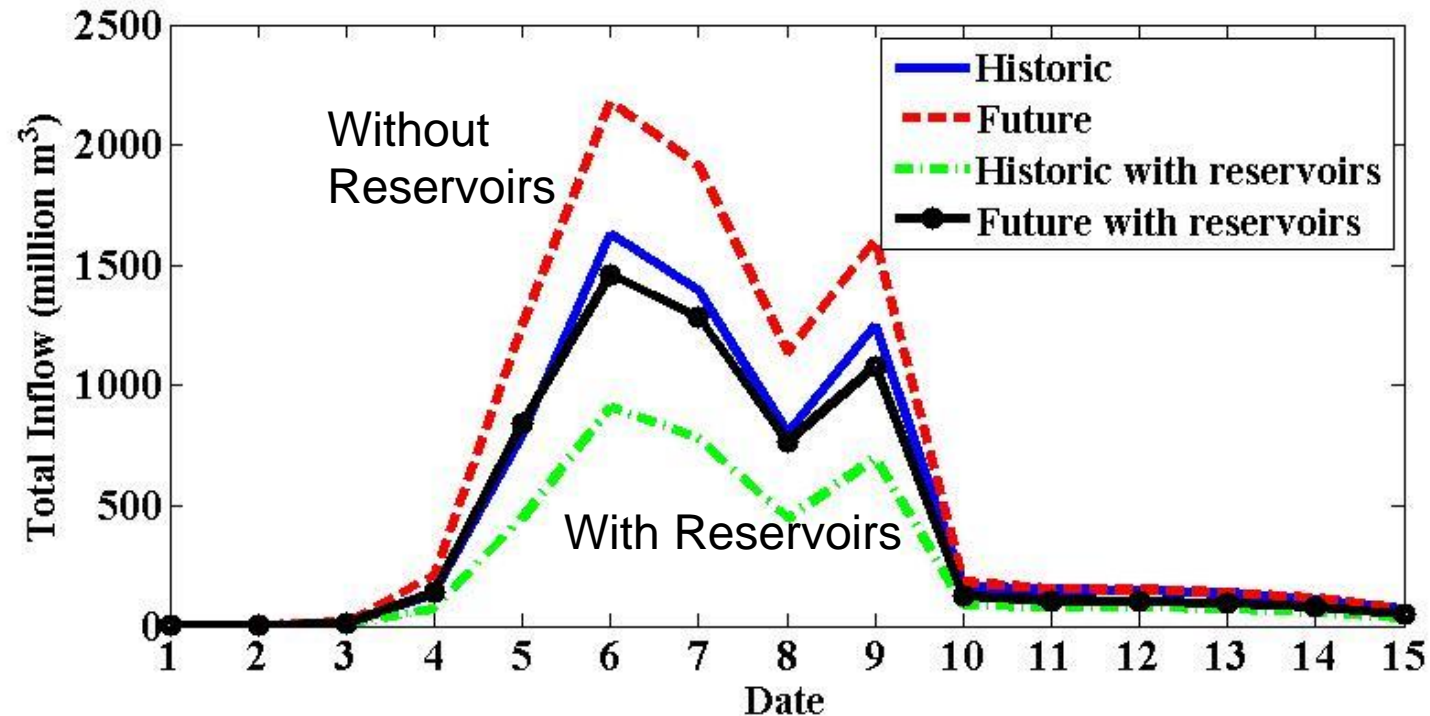 2500
2000
1500
1000
500
0
Total Inflow (million m³)
Without
Reservoirs
With Reservoirs
Historic
Future
Historic with reservoirs
Future with reservoirs
1 2 3 4 5 6 7 8 9 10 11 12 13 14 15
Date